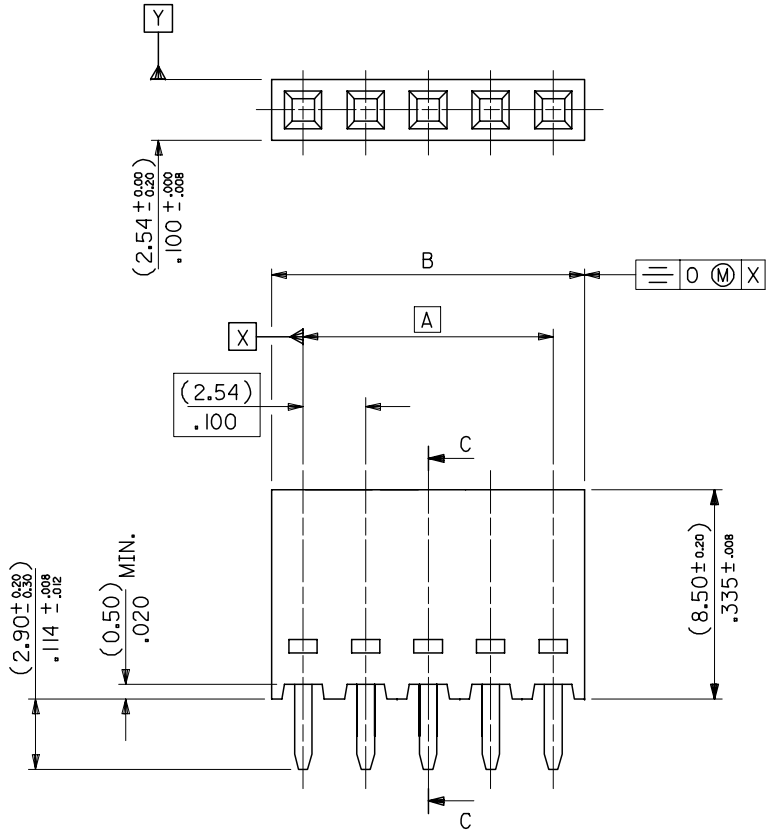 Y
(2.54 ± 0.00 0.20)
.100 ± .000 .008
B
0 Ⓜ X
A
X
(2.54)
.100
C
(2.90 ± 0.20 0.30)
.114 ± .008 .012
(0.50) MIN.
.020
(8.50 ± 0.20)
.335 ± .008
C